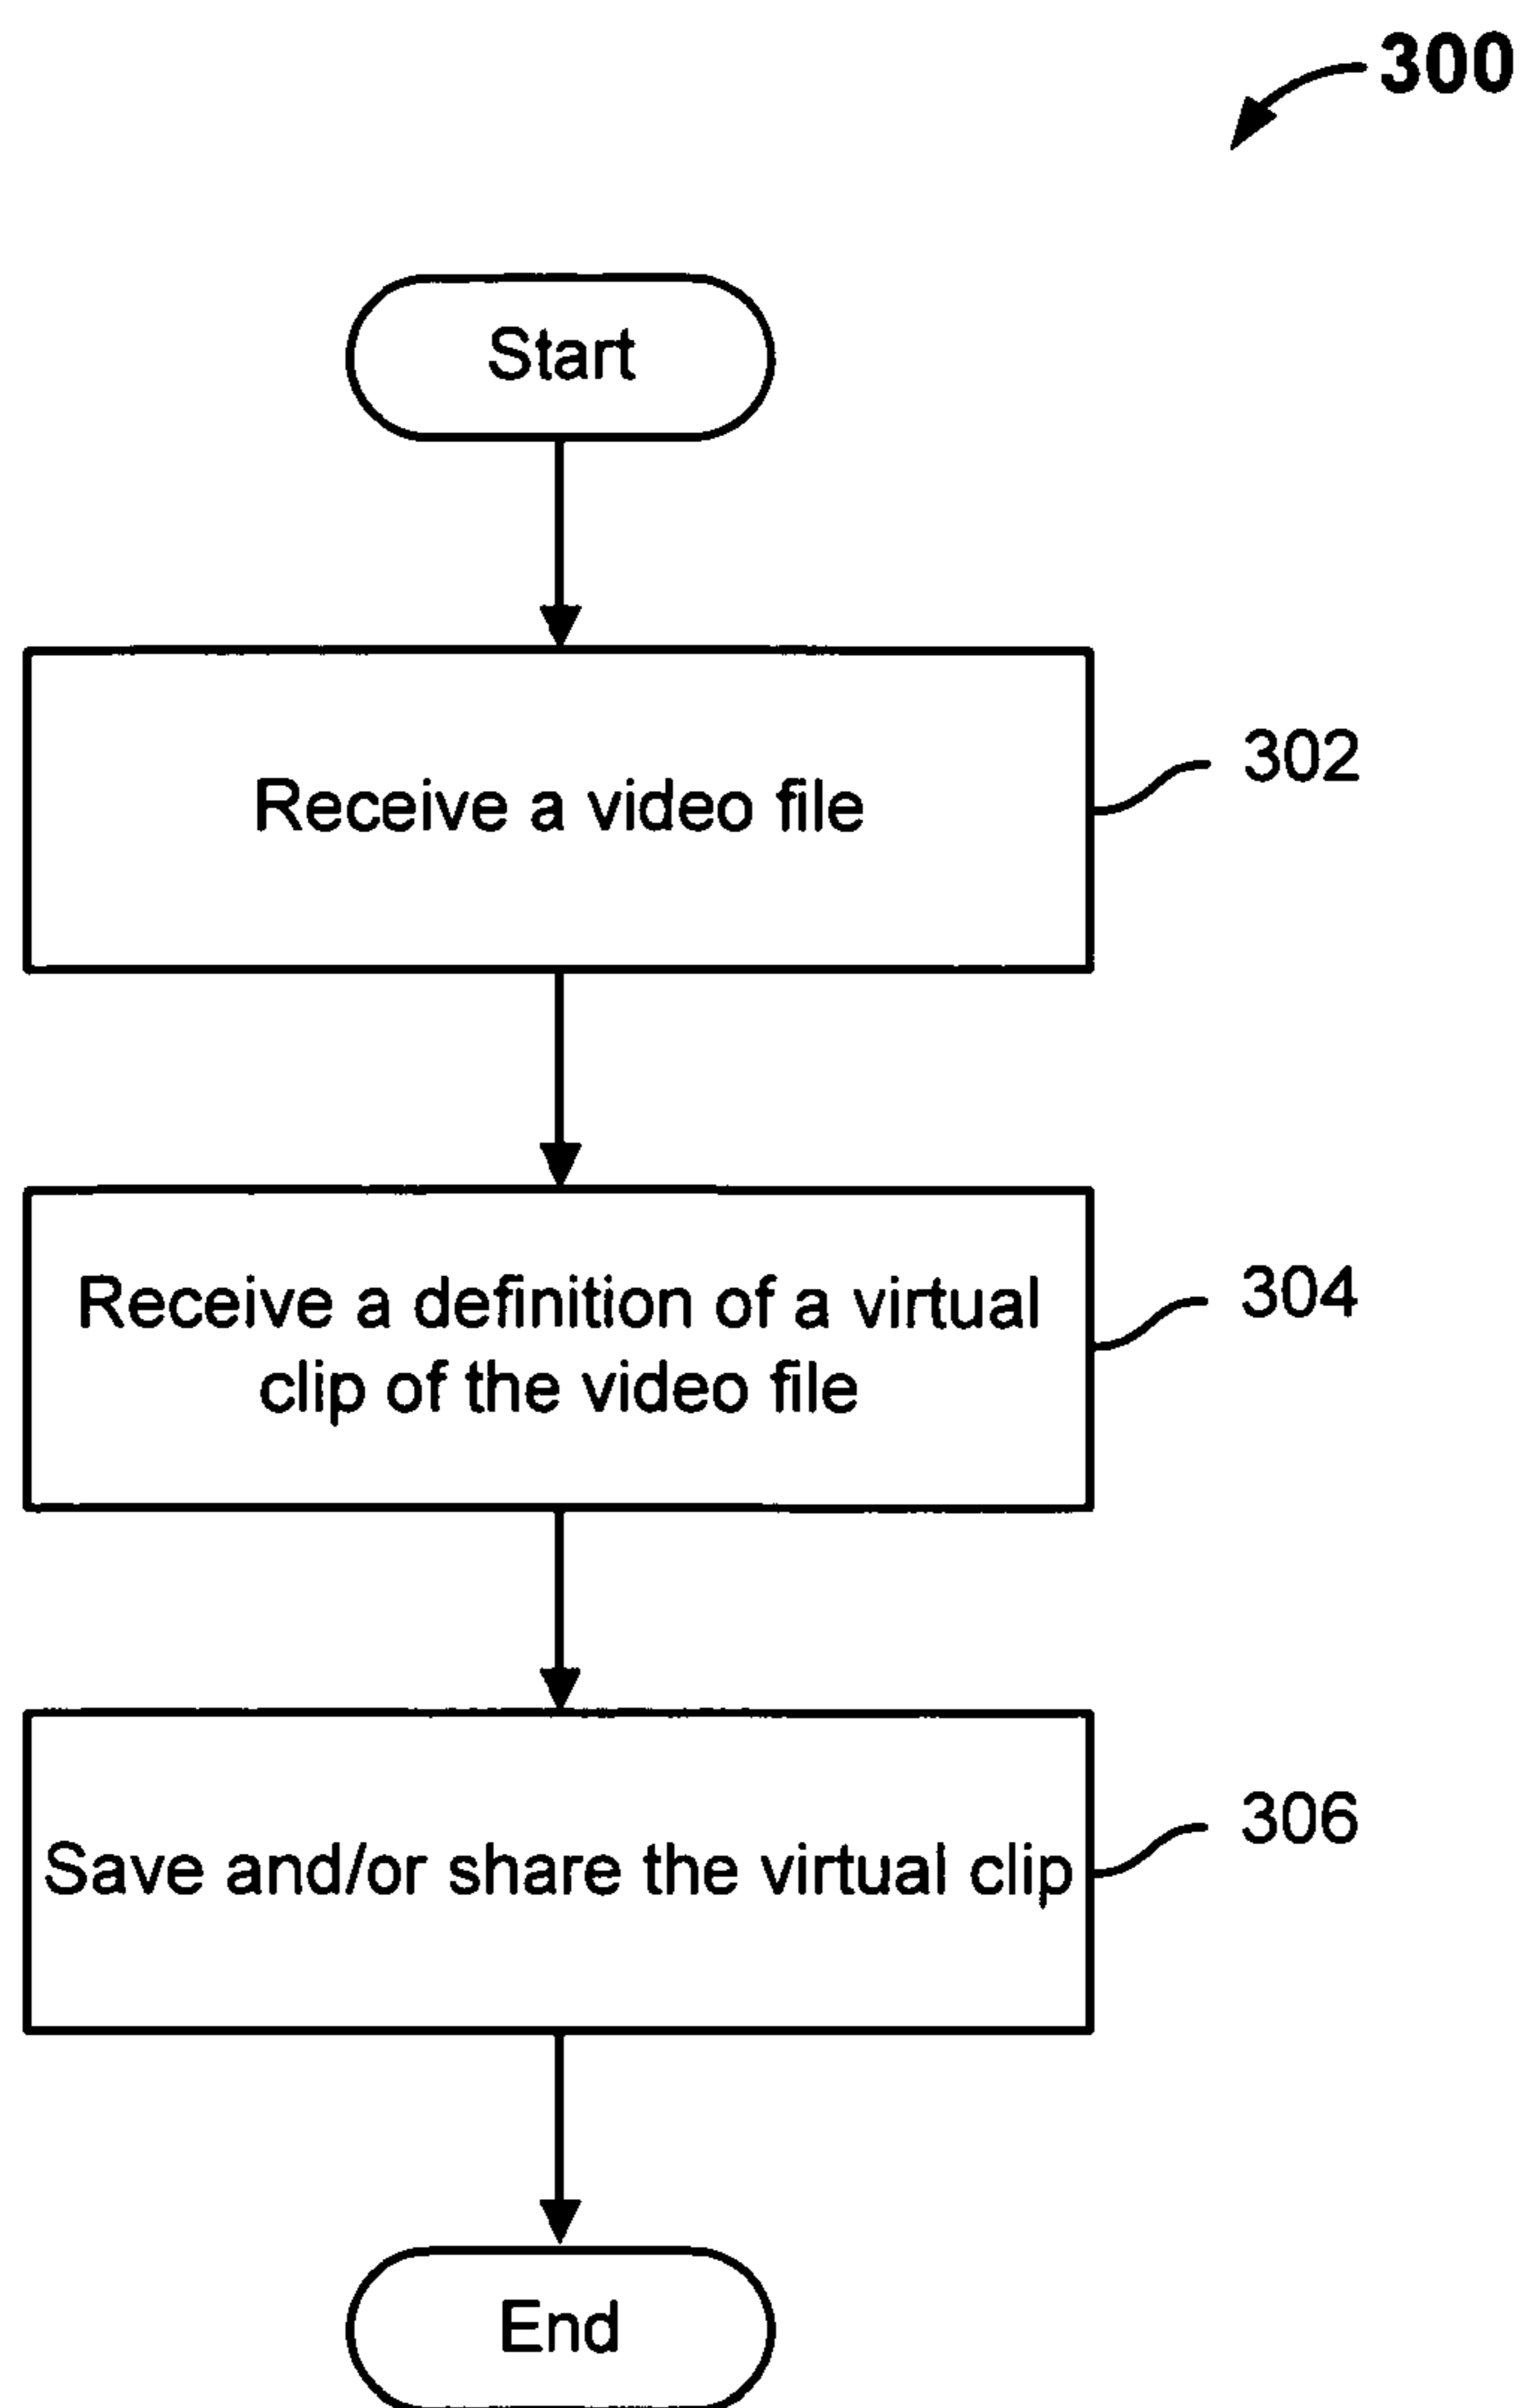 300
Start
Receive a video file
302
Receive a definition of a virtual
clip of the video file
304
Save and/or share the virtual clip
306
End